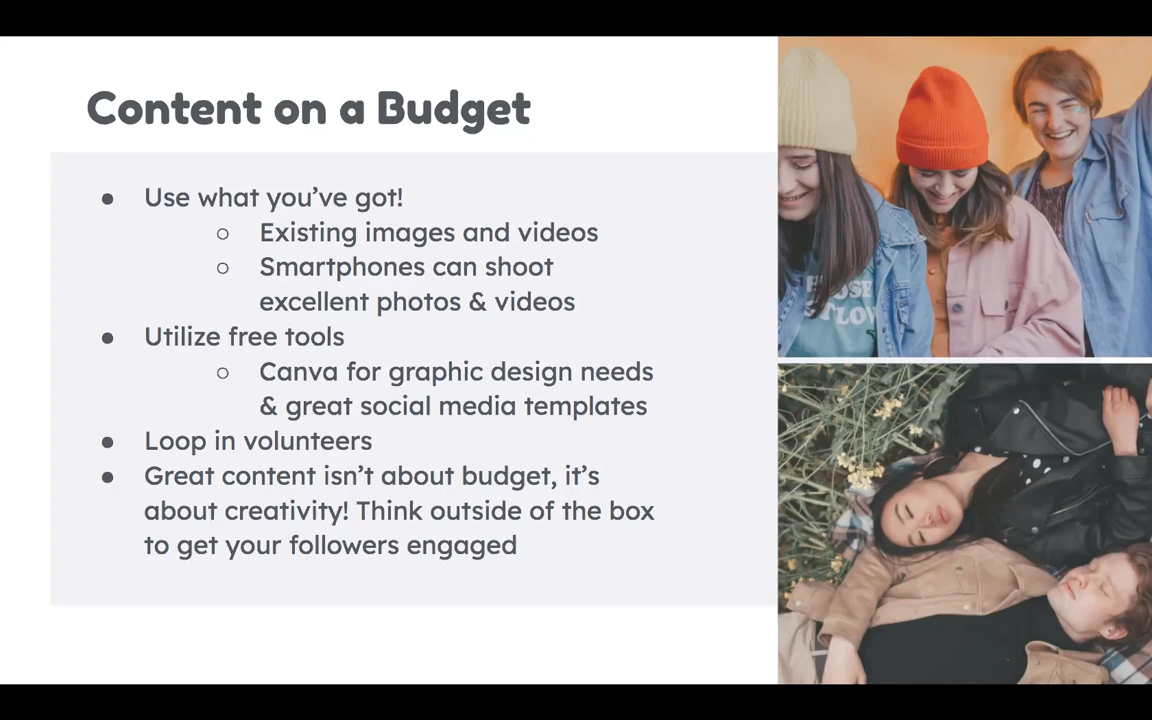 Content on a Budget
● Use what you’ve got!
○ Existing images and videos
○ Smartphones can shoot
excellent photos & videos
● Utilize free tools
○ Canva for graphic design needs
& great social media templates
● Loop in volunteers
● Great content isn’t about budget, it’s
about creativity! Think outside of the box
to get your followers engaged